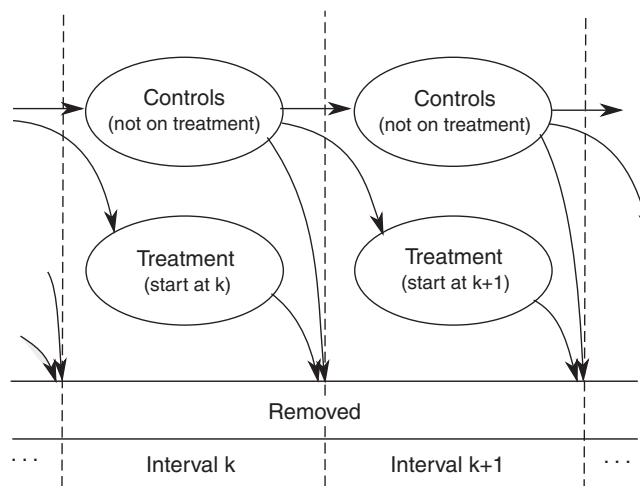 Controls
(not on treatment)
Controls
(not on treatment)
Treatment
(start at k)
Treatment
(start at k+1)
Removed
... Interval k Interval k+1 ...